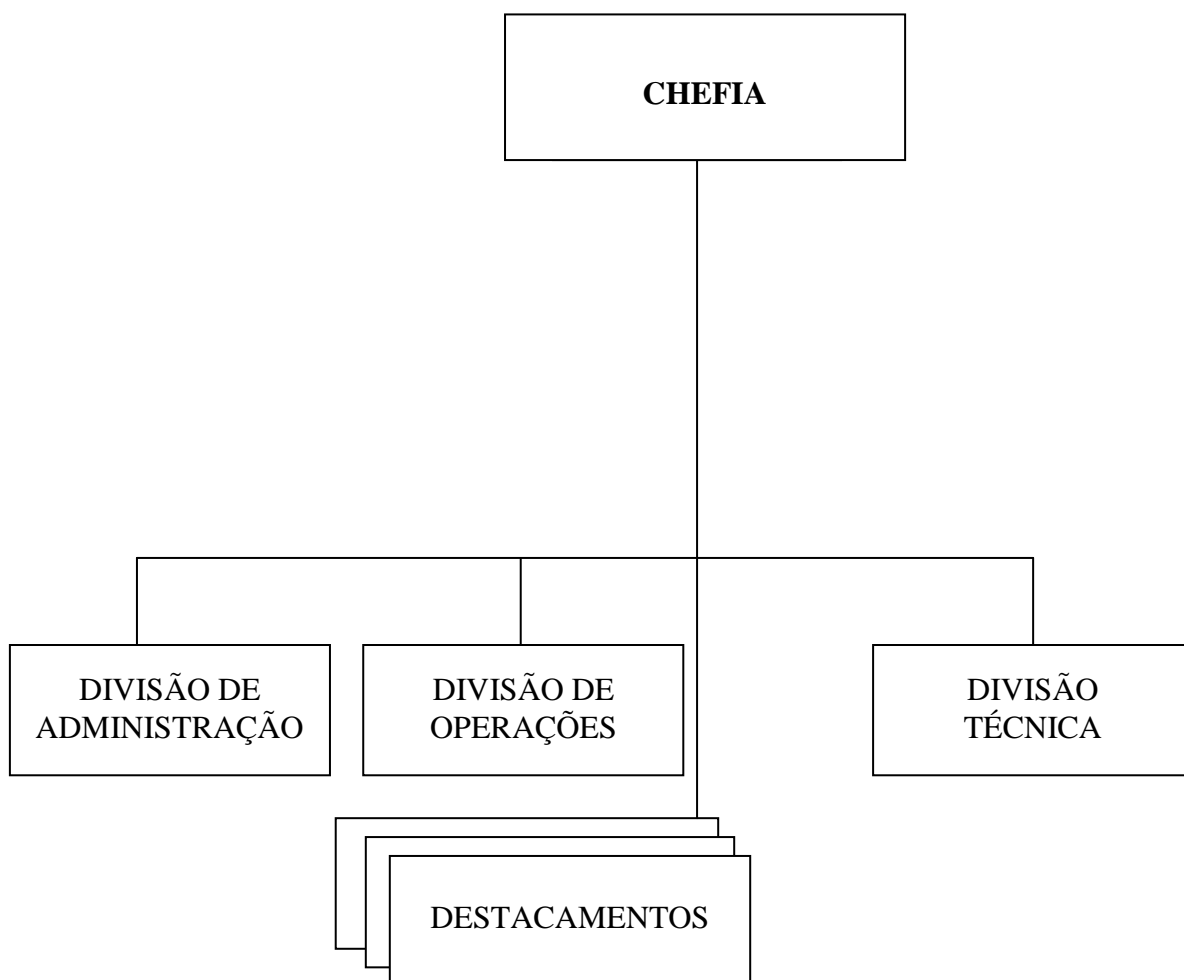 CHEFIA
DIVISÃO DE
ADMINISTRAÇÃO
DIVISÃO DE
OPERAÇÕES
DIVISÃO
TÉCNICA
DESTACAMENTOS